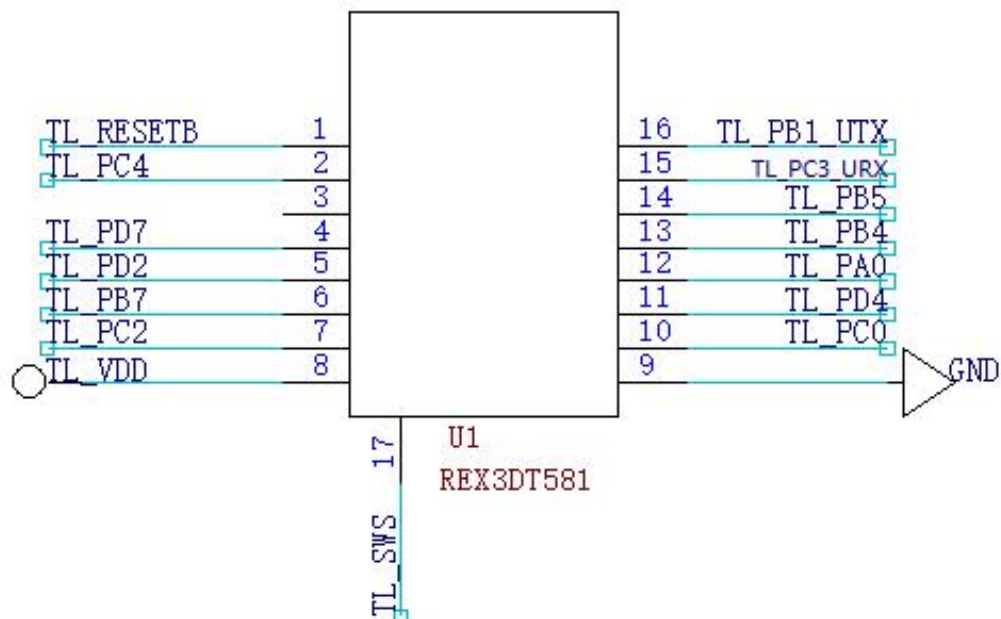 TL_RESETB 1 16 TL_PB1_UTX
TL_PC4 2 15 TL_PC3_URX
3 14 TL_PB5
TL_PD7 4 13 TL_PB4
TL_PD2 5 12 TL_PA0
TL_PB7 6 11 TL_PD4
TL_PC2 7 10 TL_PC0
TL_VDD 8 9 GND
17 U1
REX3DT581
TL_SWS